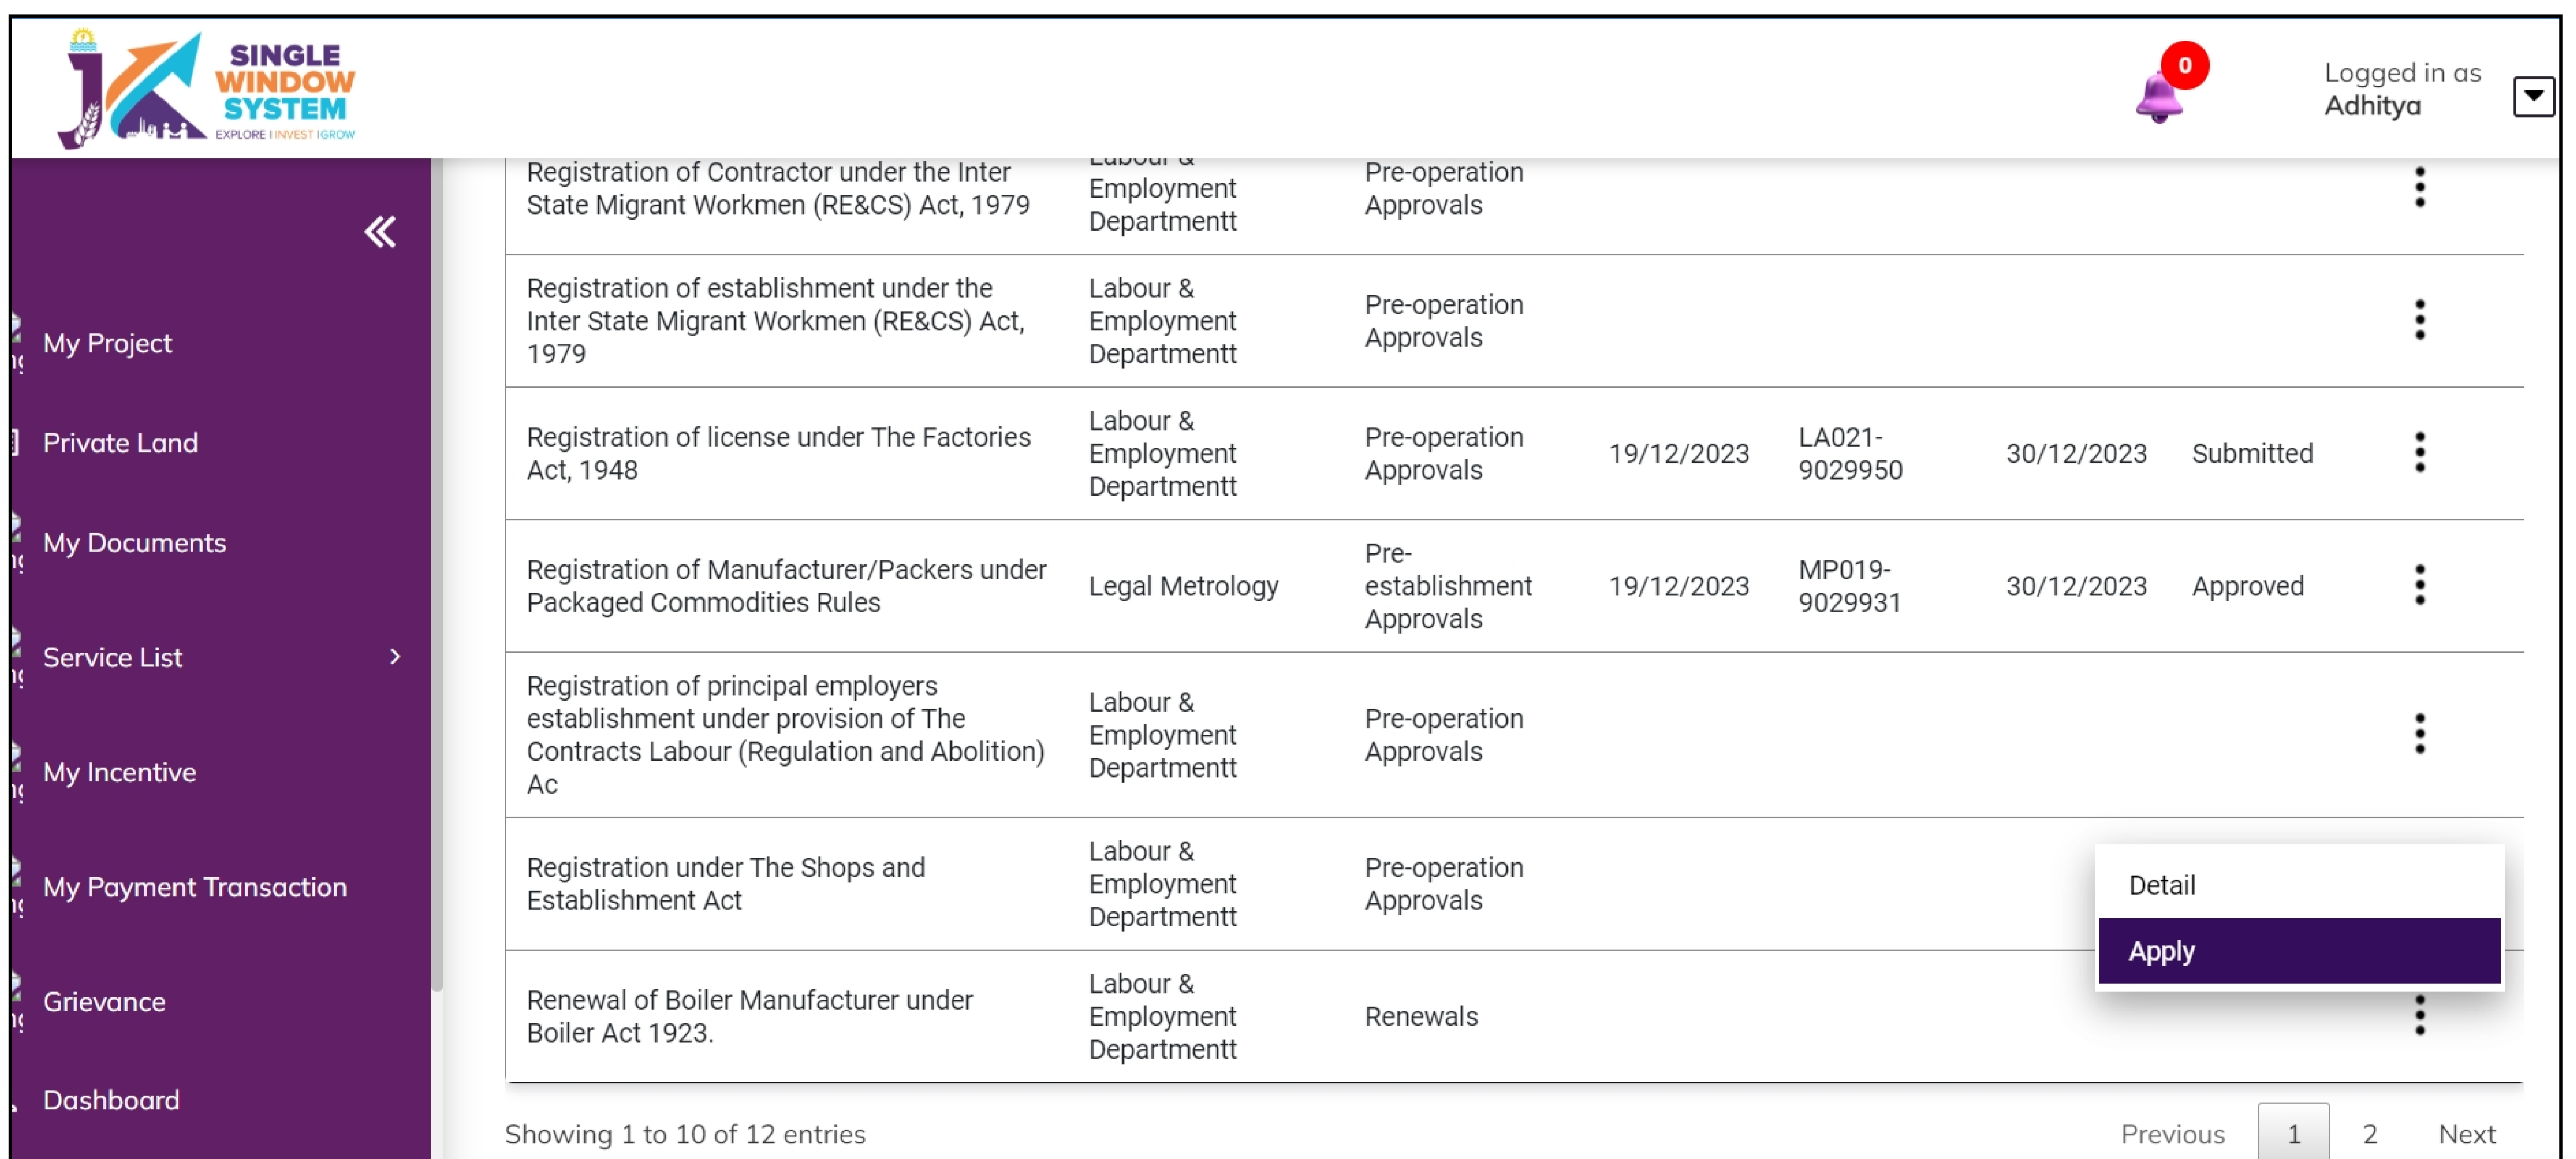 SINGLE
WINDOW
SYSTEM
EXPLORE | INVEST | GROW
0
Logged in as
Adhitya
My Project
Private Land
My Documents
Service List
My Incentive
My Payment Transaction
Grievance
Dashboard
Registration of Contractor under the Inter
State Migrant Workmen (RE&CS) Act, 1979
Labour &
Employment
Departmentt
Pre-operation
Approvals
Registration of establishment under the
Inter State Migrant Workmen (RE&CS) Act,
1979
Labour &
Employment
Departmentt
Pre-operation
Approvals
Registration of license under The Factories
Act, 1948
Labour &
Employment
Departmentt
Pre-operation
Approvals
19/12/2023
LA021-
9029950
30/12/2023
Submitted
Registration of Manufacturer/Packers under
Packaged Commodities Rules
Legal Metrology
Pre-
establishment
Approvals
19/12/2023
MP019-
9029931
30/12/2023
Approved
Registration of principal employers
establishment under provision of The
Contracts Labour (Regulation and Abolition)
Ac
Labour &
Employment
Departmentt
Pre-operation
Approvals
Registration under The Shops and
Establishment Act
Labour &
Employment
Departmentt
Pre-operation
Approvals
Detail
Apply
Renewal of Boiler Manufacturer under
Boiler Act 1923.
Labour &
Employment
Departmentt
Renewals
Showing 1 to 10 of 12 entries
Previous 1 2 Next